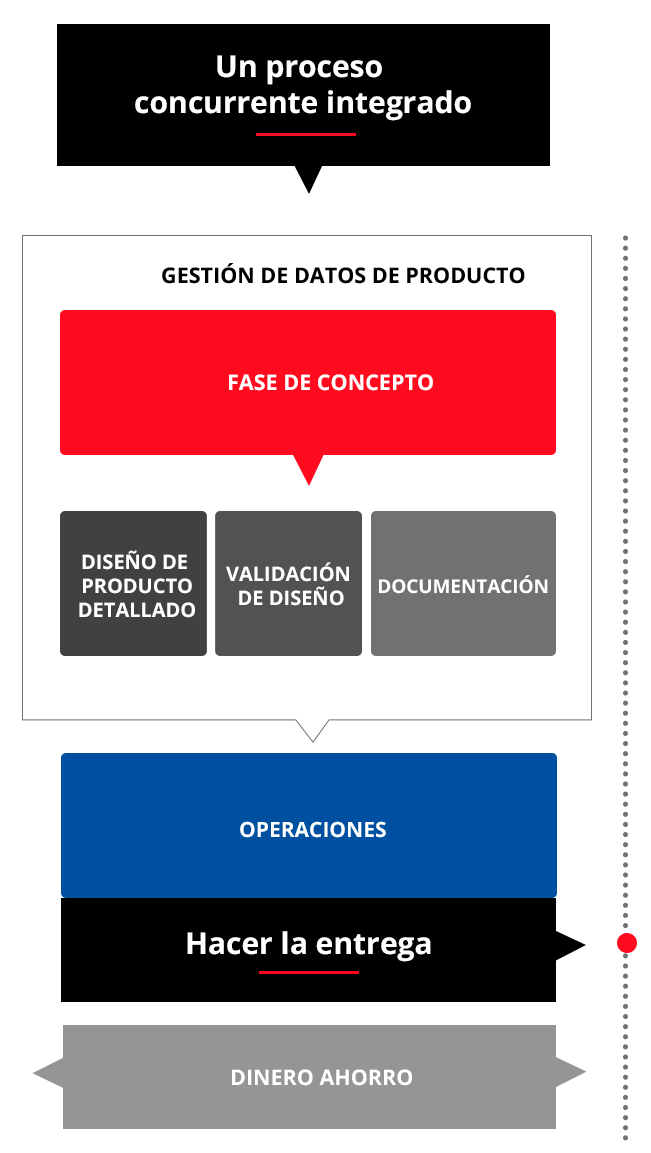 Un proceso
concurrente integrado
GESTIÓN DE DATOS DE PRODUCTO
FASE DE CONCEPTO
DISEÑO DE
PRODUCTO
DETALLADO
VALIDACIÓN
DE DISEÑO
DOCUMENTACIÓN
OPERACIONES
Hacer la entrega
DINERO AHORRO